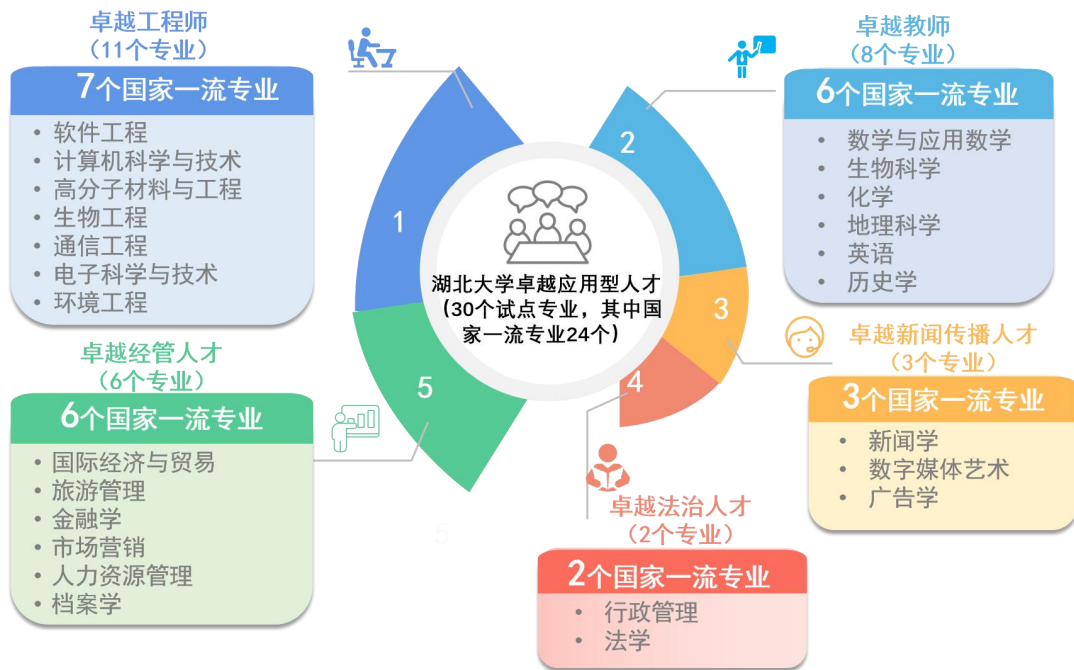 卓越工程师
（11个专业）
7个国家一流专业
• 软件工程
• 计算机科学与技术
• 高分子材料与工程
• 生物工程
• 通信工程
• 电子科学与技术
• 环境工程
1
湖北大学卓越应用型人才
（30个试点专业，其中国
家一流专业24个）
2
卓越教师
（8个专业）
6个国家一流专业
• 数学与应用数学
• 生物科学
• 化学
• 地理科学
• 英语
• 历史学
3
卓越新闻传播人才
（3个专业）
3个国家一流专业
• 新闻学
• 数字媒体艺术
• 广告学
4
卓越法治人才
（2个专业）
2个国家一流专业
• 行政管理
• 法学
5
卓越经管人才
（6个专业）
6个国家一流专业
• 国际经济与贸易
• 旅游管理
• 金融学
• 市场营销
• 人力资源管理
• 档案学
5